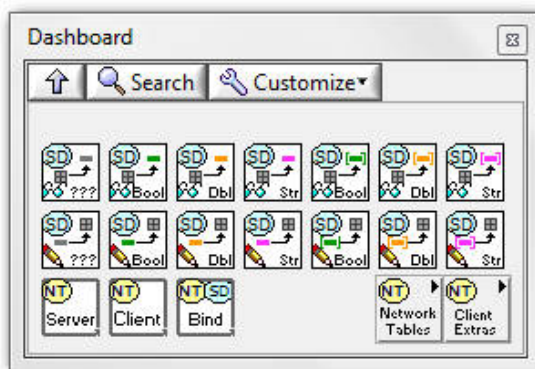 Dashboard
Search Customize
SD SD SD SD SD SD SD
??? Bool Dbl Str Bool Dbl Str
SD SD SD SD SD SD SD
??? Bool Dbl Str Bool Dbl Str
NT NT NT SD NT NT
Server Client Bind Network Tables Client Extras